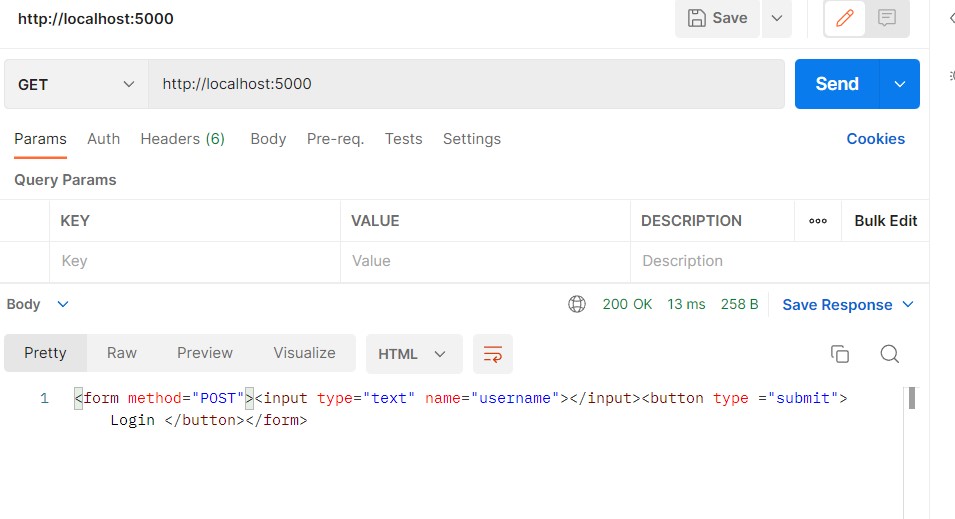 http://localhost:5000 Save
GET http://localhost:5000 Send
Params Auth Headers (6) Body Pre-req. Tests Settings Cookies
Query Params
KEY VALUE DESCRIPTION ooo Bulk Edit
Key Value Description
Body 200 OK 13 ms 258 B Save Response
Pretty Raw Preview Visualize HTML
1 <form method="POST"><input type="text" name="username"></input><button type ="submit">
Login </button></form>